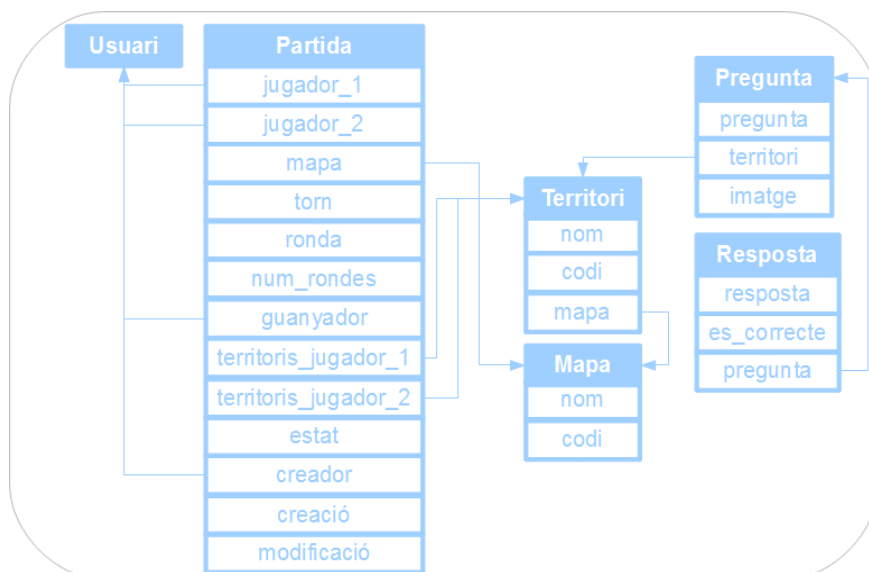 Usuari
Partida
jugador_1
jugador_2
mapa
torn
ronda
num_rondes
guanyador
territoris_jugador_1
territoris_jugador_2
estat
creador
creació
modificació
Territori
nom
codi
mapa
Mapa
nom
codi
Pregunta
pregunta
territori
imatge
Resposta
resposta
es_correcte
pregunta